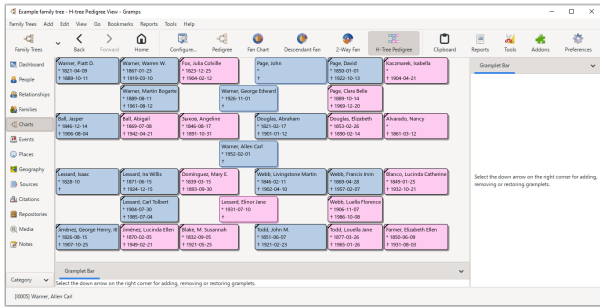 Example family tree - H-tree Pedigree View - Gramps
Family Trees Add Edit View Go Bookmarks Reports Tools Help
Family Trees Back Forward Home Configure... Pedigree Fan Chart Descendant Fan 2-Way Fan H-Tree Pedigree Clipboard Reports Tools Addons Preferences
Dashboard
People
Relationships
Families
Charts
Events
Places
Geography
Sources
Citations
Repositories
Media
Notes
Category
Warner, Piatt D.
* 1821-04-09
† 1889-10-11
Warner, Warren W.
* 1867-01-23
† 1919-03-10
Fox, Julia Colville
* 1823-12-25
† 1904-02-12
Page, John
*
†
Page, David
* 1850-01-01
† 1922-10-13
Kaczmarek, Isabella
*
† 1904-04-21
Warner, Martin Bogarte
* 1889-08-11
† 1961-08-12
Warner, George Edward
* 1926-11-01
†
Page, Clara Belle
* 1889-10-14
† 1969-12-20
Ball, Jasper
* 1846-12-14
† 1906-08-04
Ball, Abigail
* 1869-07-08
† 1942-04-21
Jaxcox, Angeline
* 1845-08-17
† 1891-10-31
Douglas, Abraham
* 1821-02-17
† 1901-01-12
Douglas, Elizabeth
* 1853-02-26
† 1890-02-14
Alvarado, Nancy
*
† 1861-03-12
Warner, Allen Carl
* 1952-02-01
†
Lessard, Isaac
* 1828-10
†
Lessard, Ira Willis
* 1871-06-15
† 1924-12-15
Domínguez, Mary E.
* 1839-03-15
† 1893-09-30
Webb, Livingstone Martin
* 1846-02-11
† 1902-04-10
Webb, Francis Irvin
* 1869-04-28
† 1957-02-07
Blanco, Lucinda Catherine
* 1849-01-25
† 1932-10-21
Lessard, Carl Tolbert
* 1904-07-30
† 1985-07-04
Lessard, Elinor Jane
* 1931-07-10
†
Webb, Luella Florence
* 1906-11-07
† 1986-10-08
Jiménez, George Henry, III
* 1826-08-15
† 1907-10-25
Jiménez, Lucinda Ellen
* 1870-02-05
† 1949-02-21
Blake, M. Susannah
* 1832-09-05
† 1921-05-25
Todd, John M.
* 1851-06-07
† 1921-02-23
Todd, Louella Jane
* 1877-03-26
† 1965-01-26
Farmer, Elizabeth Ellen
* 1850-06-09
† 1931-08-03
Gramplet Bar
Select the down arrow on the right corner for adding, removing or restoring gramplets.
Gramplet Bar
Select the down arrow on the right corner for adding,
removing or restoring gramplets.
[I0005] Warner, Allen Carl